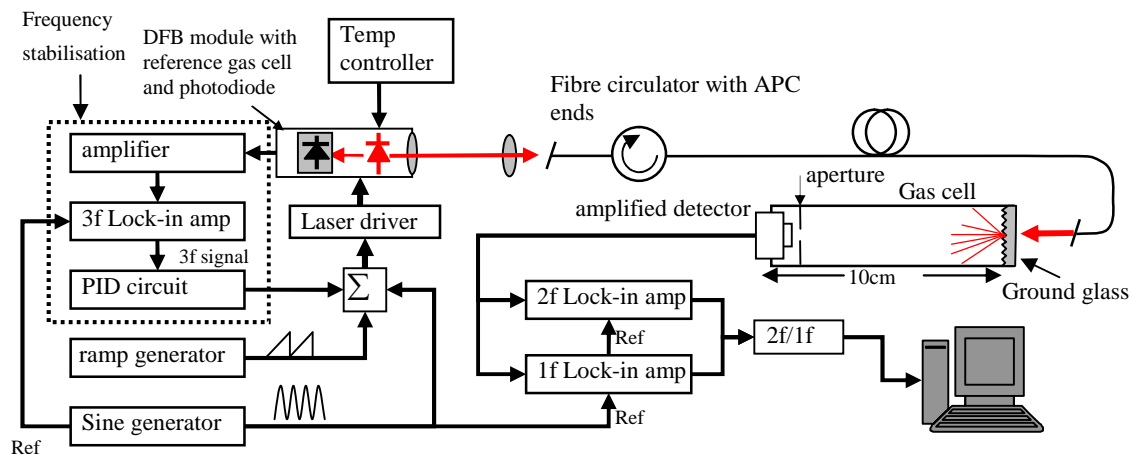 Frequency
stabilisation
DFB module with
reference gas cell
and photodiode
Temp
controller
Fibre circulator with APC
ends
amplifier
3f Lock-in amp
3f signal
PID circuit
Laser driver
Σ
ramp generator
Sine generator
Ref
aperture
Gas cell
amplified detector
10cm
Ground glass
2f Lock-in amp
Ref
1f Lock-in amp
Ref
2f/1f